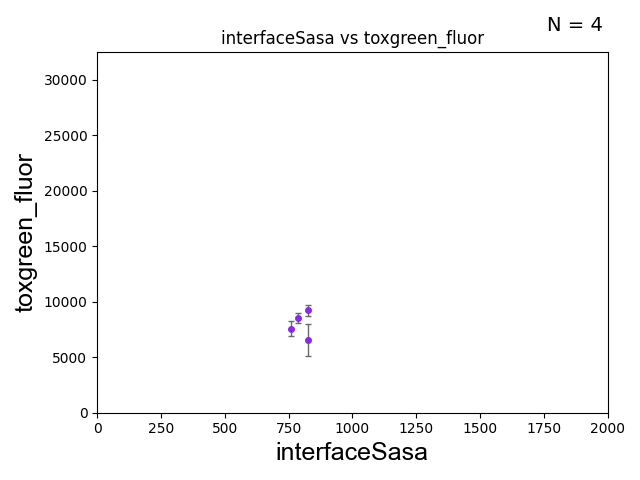 N = 4
interfaceSasa vs toxgreen_fluor
30000
25000
20000
15000
10000
5000
0
toxgreen_fluor
0 250 500 750 1000 1250 1500 1750 2000
interfaceSasa